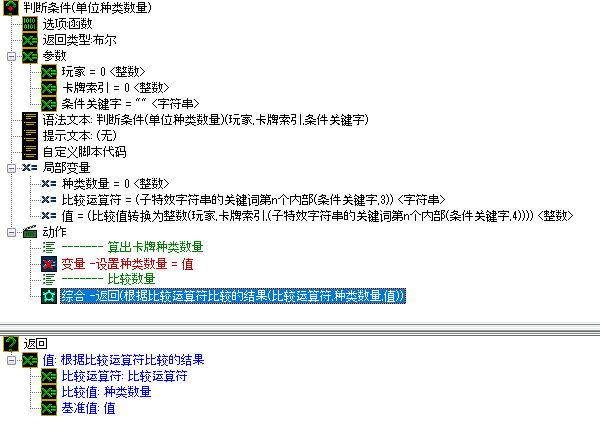 判断条件(单位种类数量)
选项:函数
返回类型:布尔
参数
玩家 = 0 <整数>
卡牌索引 = 0 <整数>
条件关键字 = "" <字符串>
语法文本: 判断条件(单位种类数量)(玩家,卡牌索引,条件关键字)
提示文本: (无)
自定义脚本代码
局部变量
种类数量 = 0 <整数>
比较运算符 = (子特效字符串的关键词第n个内部(条件关键字,3)) <字符串>
值 = (比较值转换为整数(玩家,卡牌索引,(子特效字符串的关键词第n个内部(条件关键字,4)))) <整数>
动作
------- 算出卡牌种类数量
变量 -设置种类数量 = 值
------- 比较数量
综合 -返回(根据比较运算符比较的结果(比较运算符,种类数量,值))
返回
值: 根据比较运算符比较的结果
比较运算符: 比较运算符
比较值: 种类数量
基准值: 值